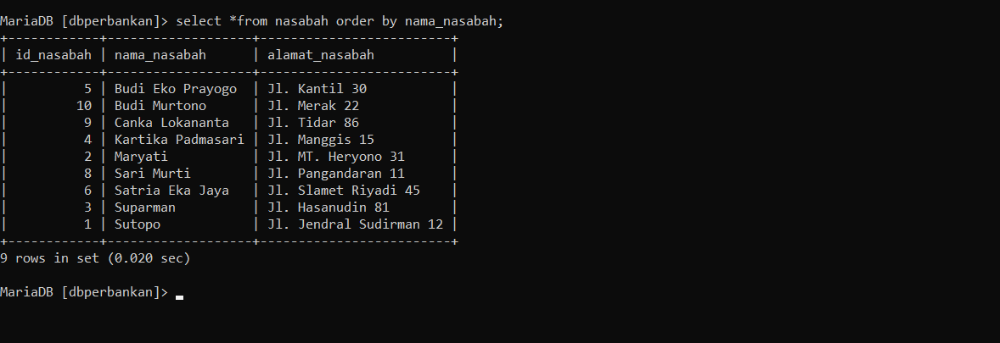 MariaDB [dbperbankan]> select *from nasabah order by nama_nasabah;
+------------+-------------------+-------------------------+
| id_nasabah | nama_nasabah      | alamat_nasabah          |
+------------+-------------------+-------------------------+
|          5 | Budi Eko Prayogo  | Jl. Kantil 30           |
|         10 | Budi Murtono      | Jl. Merak 22            |
|          9 | Canka Lokananta   | Jl. Tidar 86            |
|          4 | Kartika Padmasari | Jl. Manggis 15          |
|          2 | Maryati           | Jl. MT. Heryono 31      |
|          8 | Sari Murti        | Jl. Pangandaran 11      |
|          6 | Satria Eka Jaya   | Jl. Slamet Riyadi 45    |
|          3 | Suparman          | Jl. Hasanudin 81        |
|          1 | Sutopo            | Jl. Jendral Sudirman 12 |
+------------+-------------------+-------------------------+
9 rows in set (0.020 sec)
MariaDB [dbperbankan]>